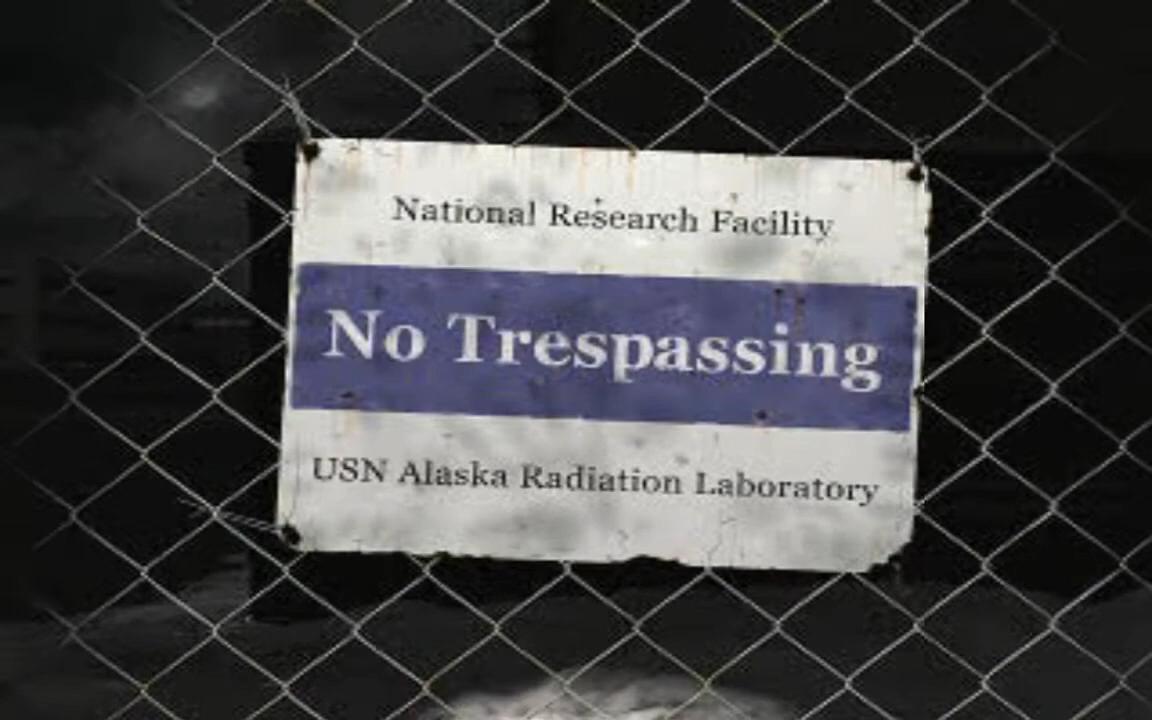 National Research Facility
No Trespassing
USN Alaska Radiation Laboratory